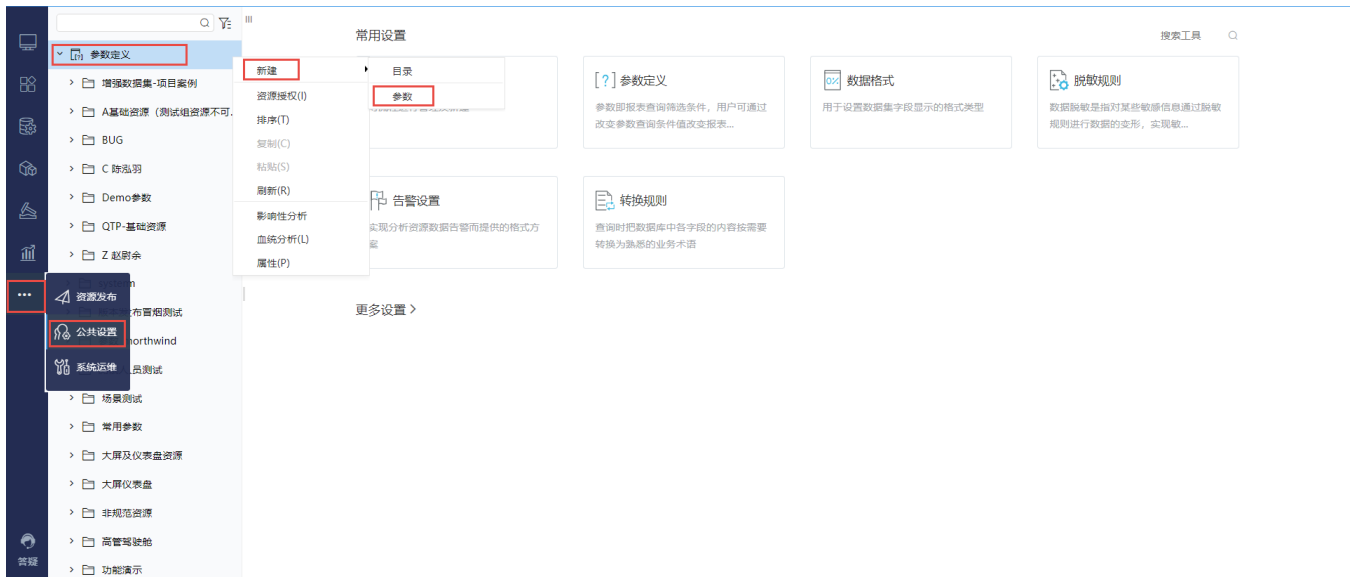 常用设置
搜索工具
参数定义
增强数据集-项目案例
A基础资源（测试组资源不可.
BUG
C 陈泓羽
Demo参数
QTP-基础资源
Z 赵尉余
布冒烟测试
northwind
人员测试
场景测试
常用参数
大屏及仪表盘资源
大屏仪表盘
非规范资源
高管驾驶舱
功能演示
资源发布
公共设置
系统运维
答疑
新建
资源授权(I)
排序(T)
复制(C)
粘贴(S)
刷新(R)
影响性分析
血统分析(L)
属性(P)
目录
参数
[?] 参数定义
参数即报表查询筛选条件，用户可通过
改变参数查询条件值改变报表...
数据格式
用于设置数据集字段显示的格式类型
脱敏规则
数据脱敏是指对某些敏感信息通过脱敏
规则进行数据的变形，实现敏...
告警设置
实现分析资源数据告警而提供的格式方
案
转换规则
查询时把数据库中各字段的内容按需要
转换为熟悉的业务术语
更多设置 >